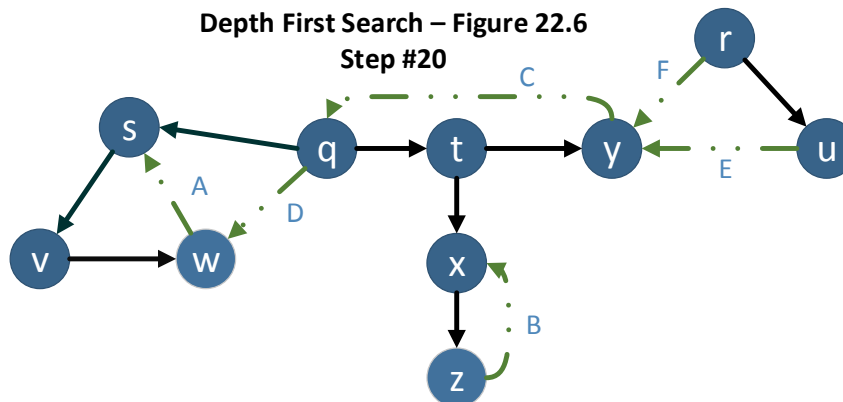 Depth First Search – Figure 22.6
Step #20
r
C
F
s
q
t
y
u
A
D
E
v
w
x
B
z